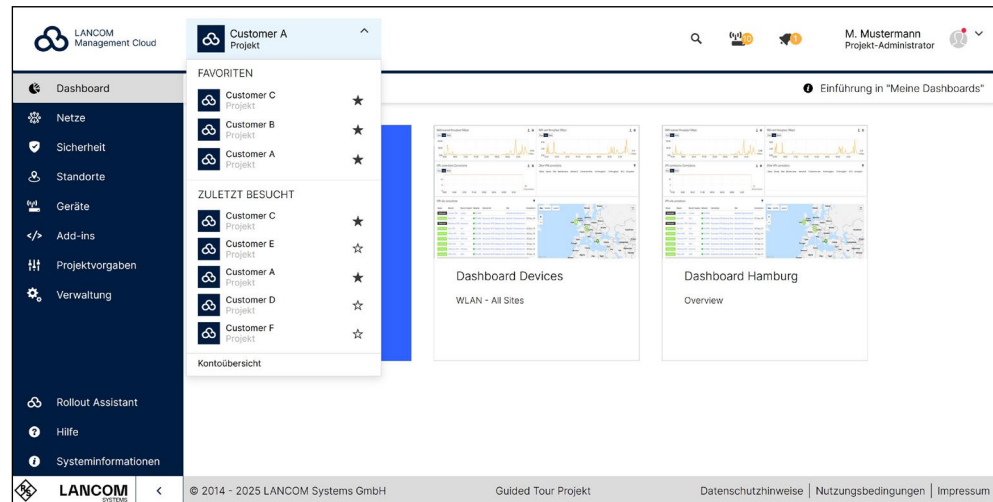 LANCOM
Management Cloud
Customer A
Projekt
10
M. Mustermann
Projekt-Administrator
Dashboard
Netze
Sicherheit
Standorte
Geräte
Add-ins
Projektvorgaben
Verwaltung
Rollout Assistant
Hilfe
Systeminformationen
FAVORITEN
Customer C
Projekt
Customer B
Projekt
Customer A
Projekt
ZULETZT BESUCHT
Customer C
Projekt
Customer E
Projekt
Customer A
Projekt
Customer D
Projekt
Customer F
Projekt
Kontoübersicht
Einführung in "Meine Dashboards"
Dashboard Devices
WLAN - All Sites
Dashboard Hamburg
Overview
LANCOM
SYSTEMS
© 2014 - 2025 LANCOM Systems GmbH
Guided Tour Projekt
Datenschutzhinweise | Nutzungsbedingungen | Impressum